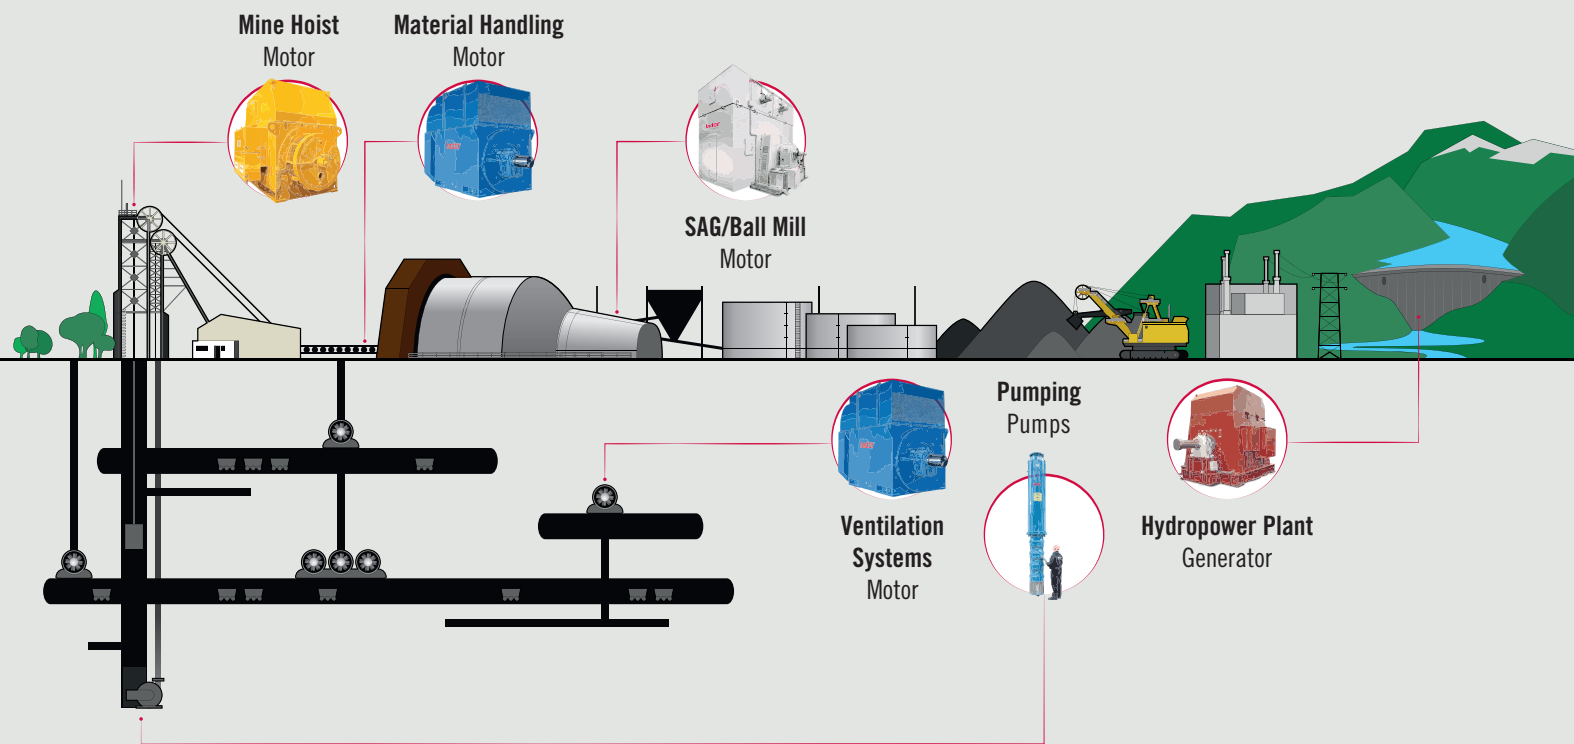 Mine Hoist
Motor
Material Handling
Motor
SAG/Ball Mill
Motor
Ventilation
Systems
Motor
Pumping
Pumps
Hydropower Plant
Generator